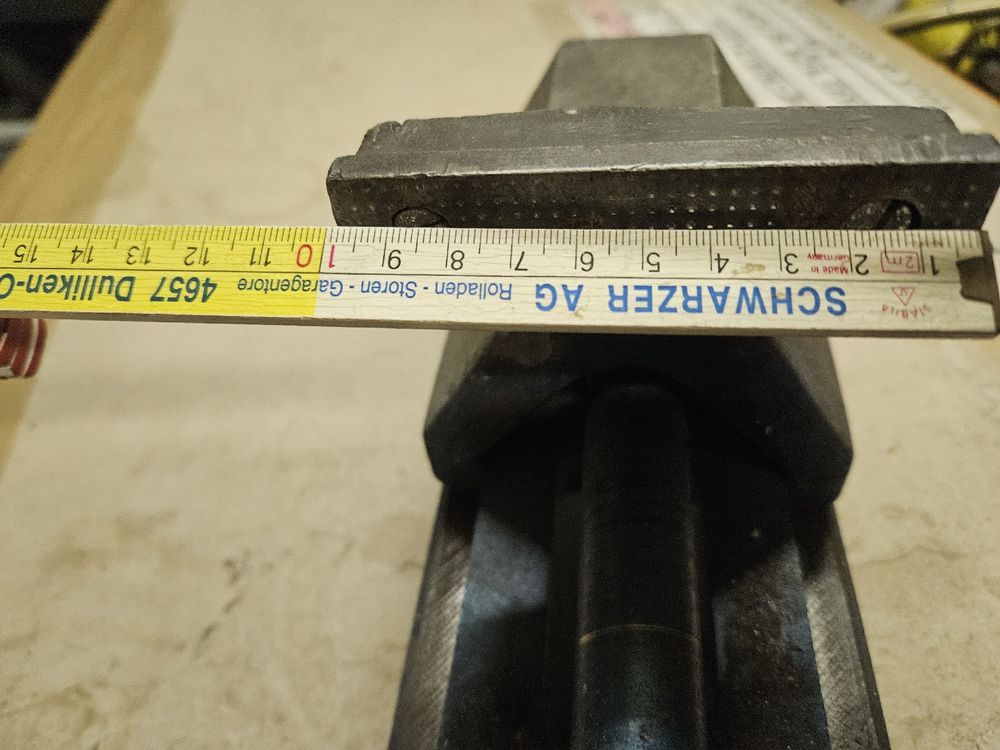 1 2m 2 Made in Germany 3 4 5 6 7 8 9 10 11 12 13 14 15
SCHWARZER AG Rolladen - Storen - Garagentore 4657 Dulliken-O